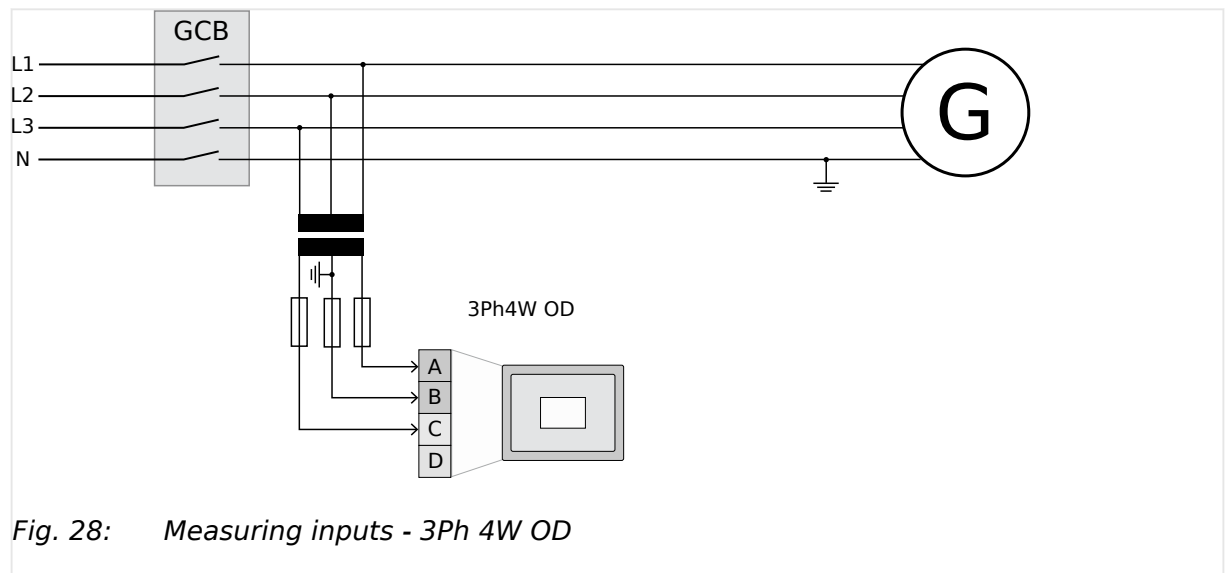 GCB
L1
L2
L3
N
G
3Ph4W OD
A
B
C
D
Fig. 28: Measuring inputs - 3Ph 4W OD